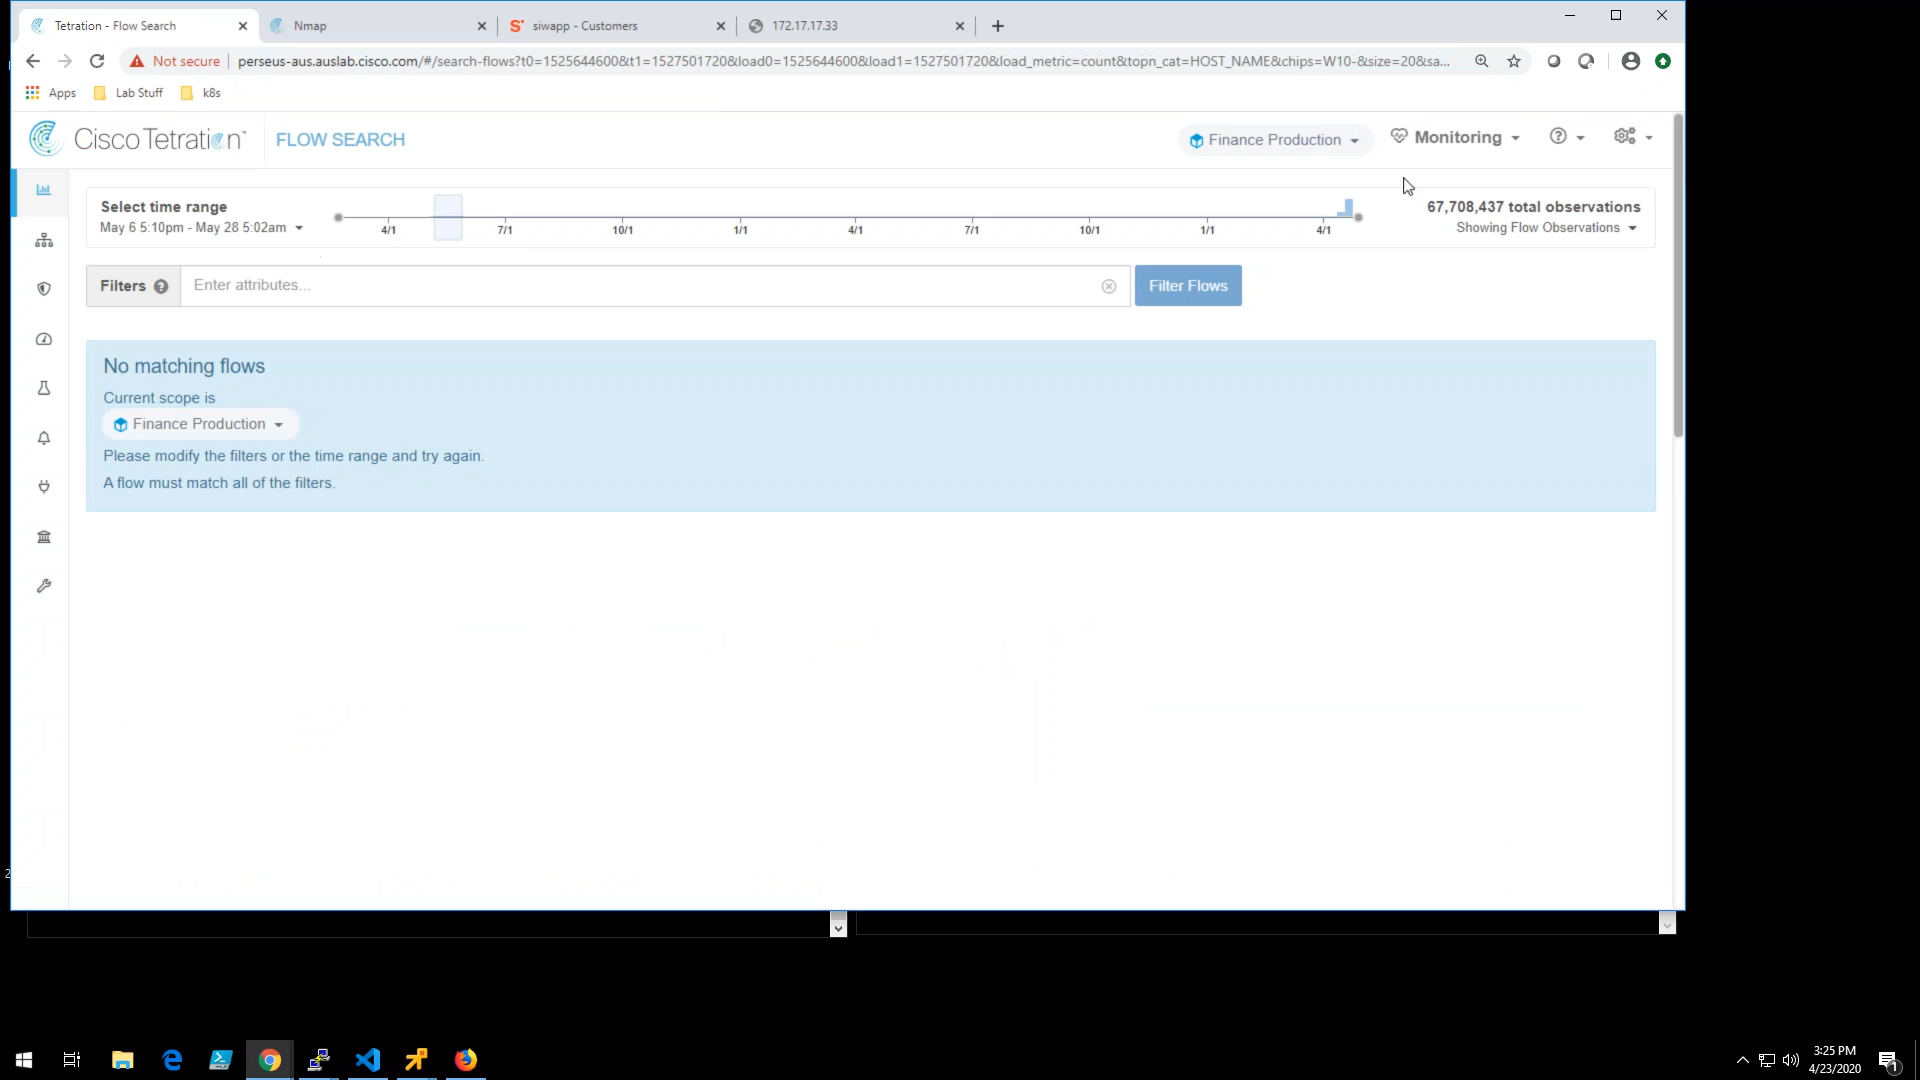 Tetration - Flow Search
Nmap
siwapp - Customers
172.17.17.33
Not secure
perseus-aus.auslab.cisco.com/#/search-flows?t0=1525644600&t1=1527501720&load0=1525644600&load1=1527501720&load_metric=count&topn_cat=HOST_NAME&chips=W10-&size=20&sa...
Apps
Lab Stuff
k8s
Cisco Tetration™
FLOW SEARCH
Finance Production
Monitoring
Select time range
May 6 5:10pm - May 28 5:02am
4/1
7/1
10/1
1/1
4/1
7/1
10/1
1/1
4/1
67,708,437 total observations
Showing Flow Observations
Filters
Enter attributes...
Filter Flows
No matching flows
Current scope is
Finance Production
Please modify the filters or the time range and try again.
A flow must match all of the filters.
2
3:25 PM
4/23/2020
1